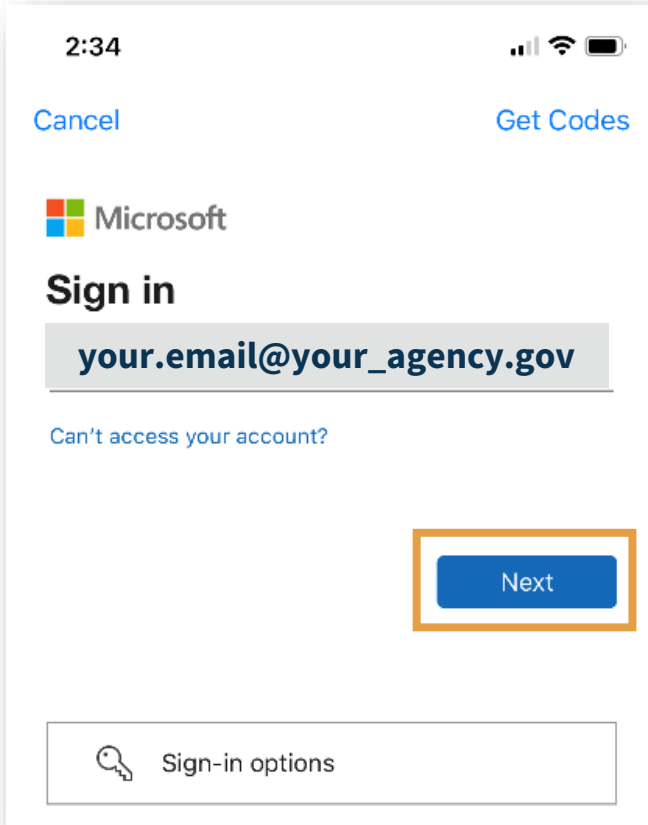 2:34
Cancel Get Codes
Microsoft
Sign in
your.email@your_agency.gov
Can't access your account?
Next
Sign-in options